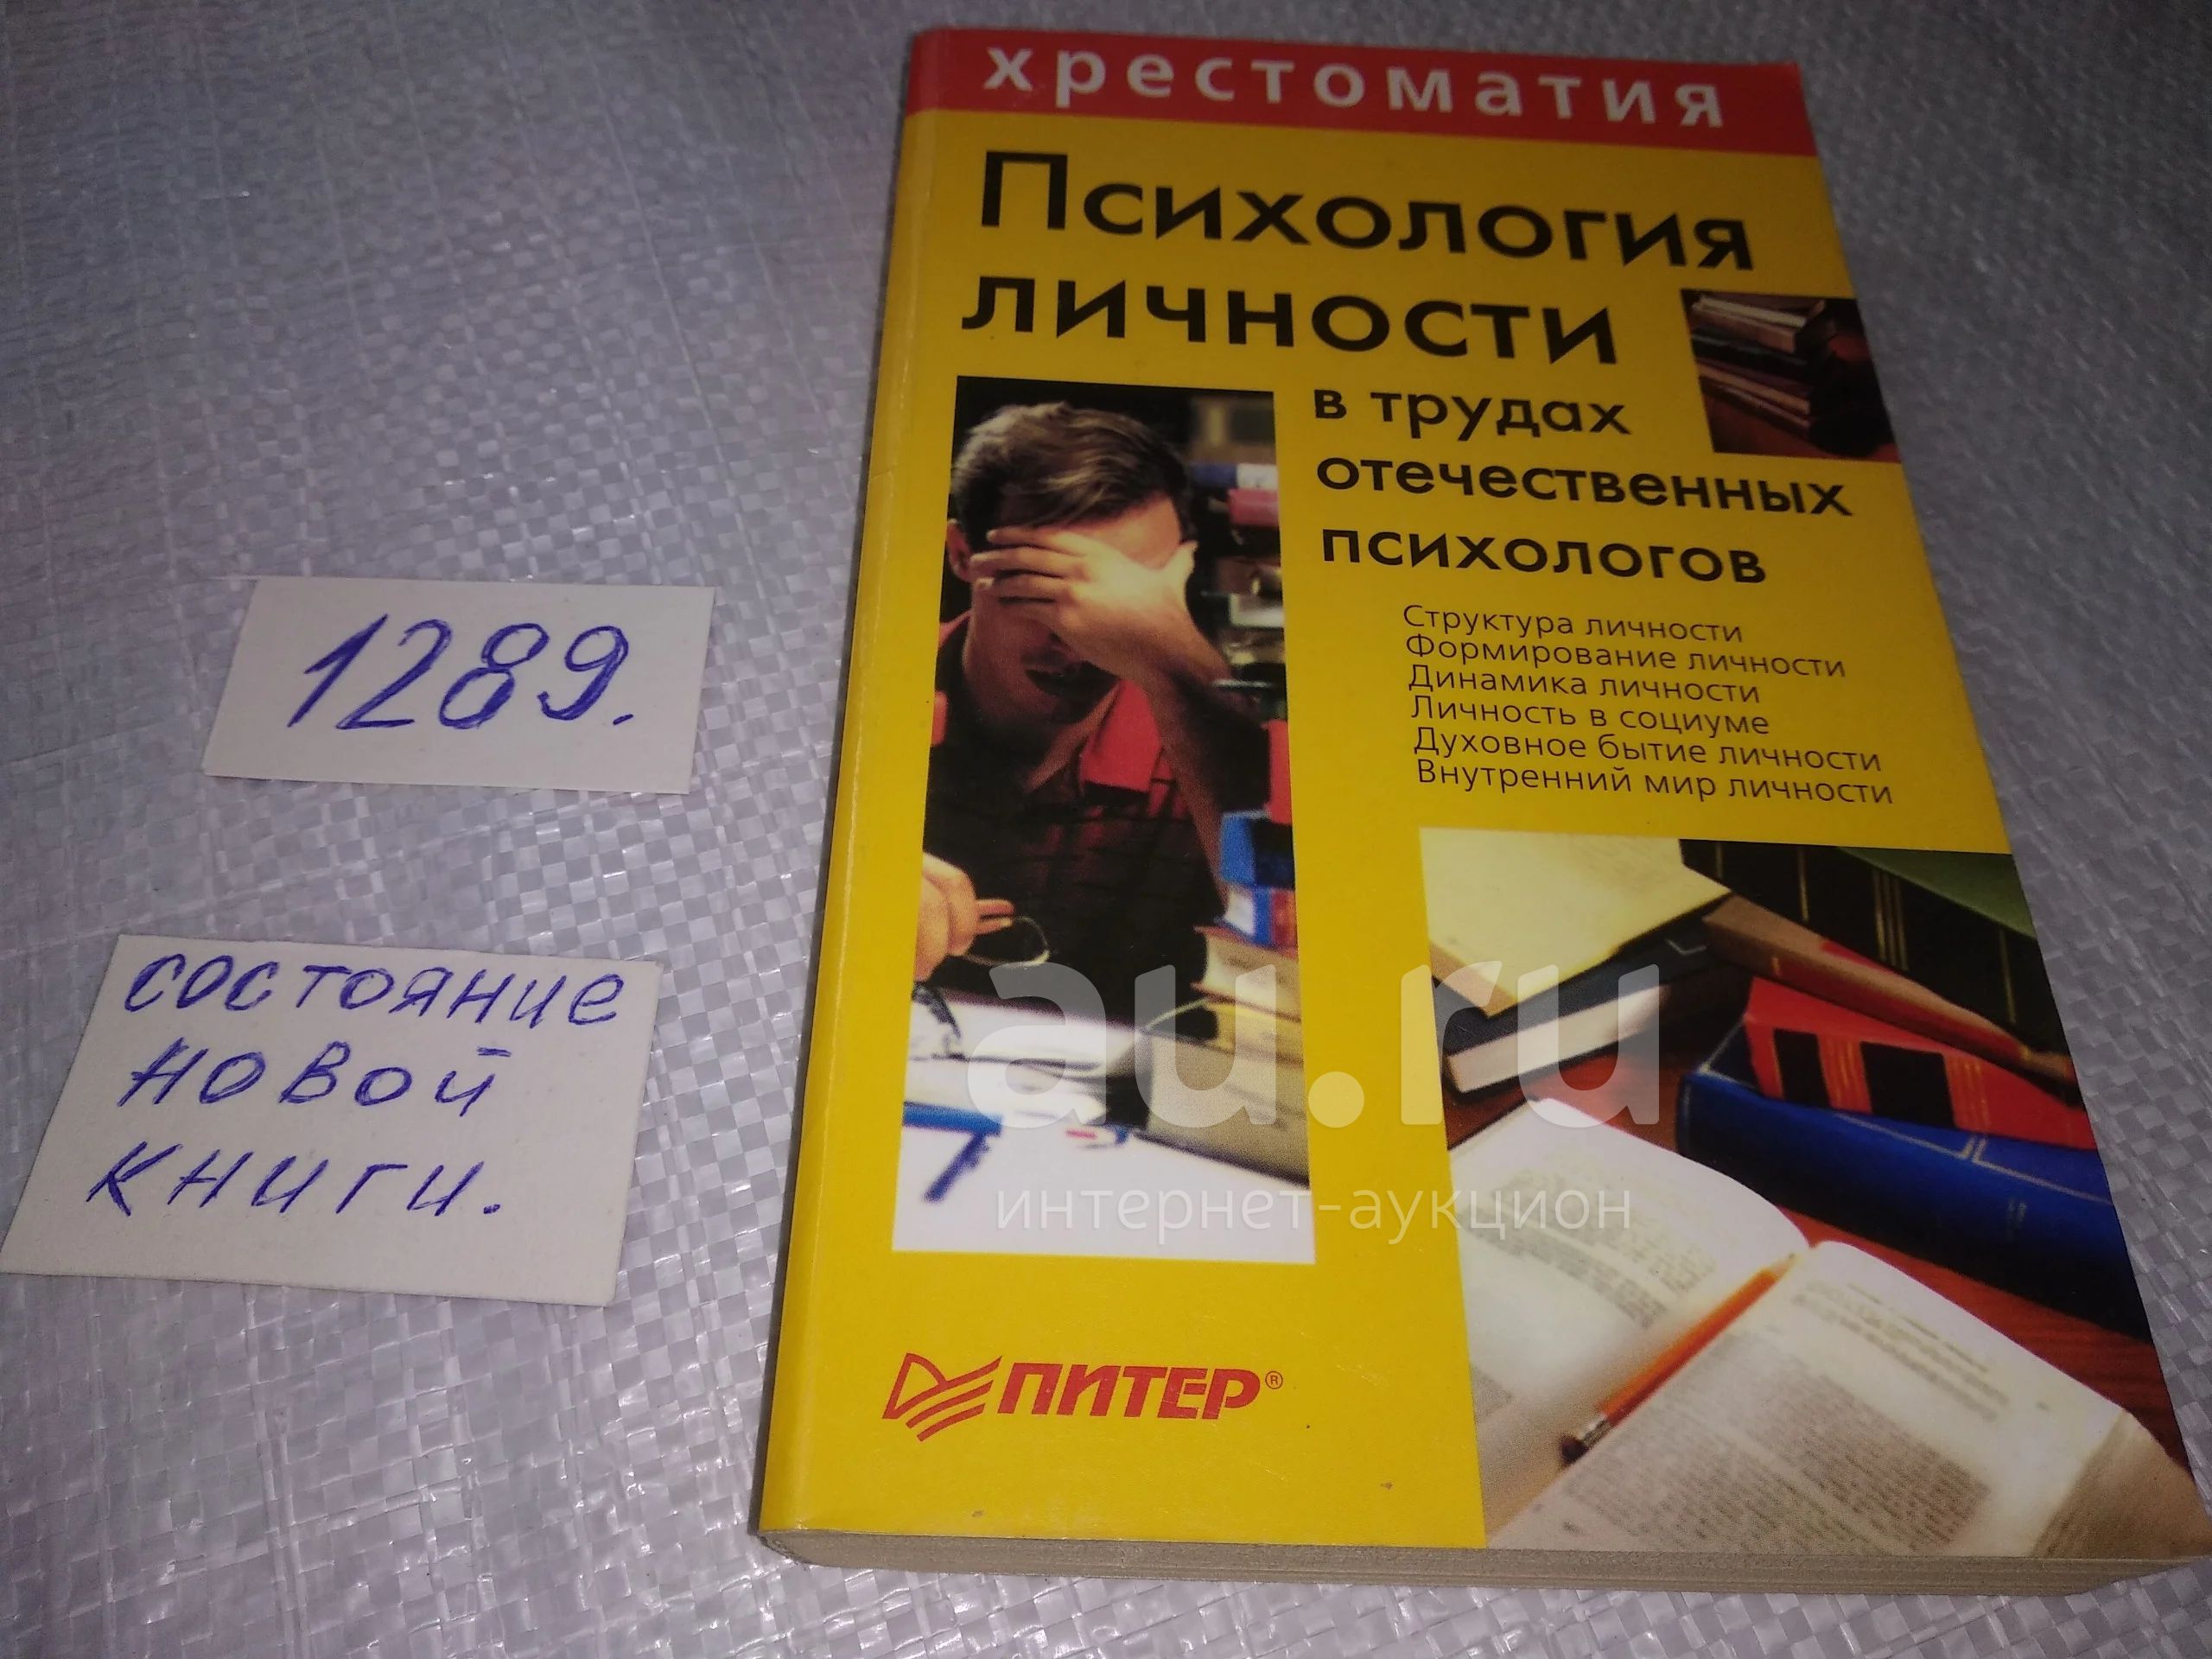 хрестоматия
Психология
личности
в трудах
отечественных
психологов
Структура личности
Формирование личности
Динамика личности
Личность в социуме
Духовное бытие личности
Внутренний мир личности
1289.
состояние
новой
книги.
au.ru
интернет-аукцион
ПИТЕР®